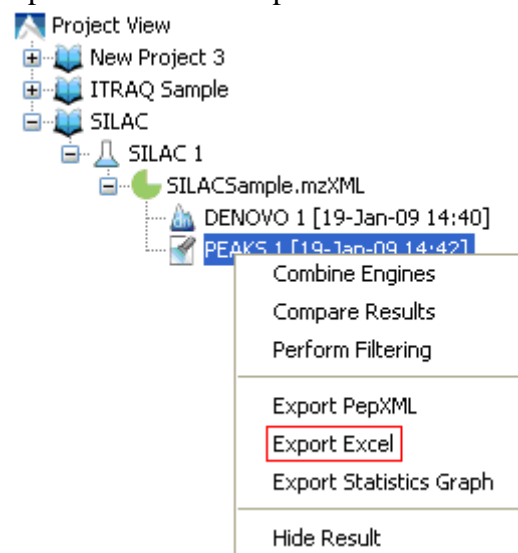 Project View
New Project 3
ITRAQ Sample
SILAC
SILAC 1
SILACSample.mzXML
DENOVO 1 [19-Jan-09 14:40]
PEAKS 1 [19-Jan-09 14:42]
Combine Engines
Compare Results
Perform Filtering
Export PepXML
Export Excel
Export Statistics Graph
Hide Result